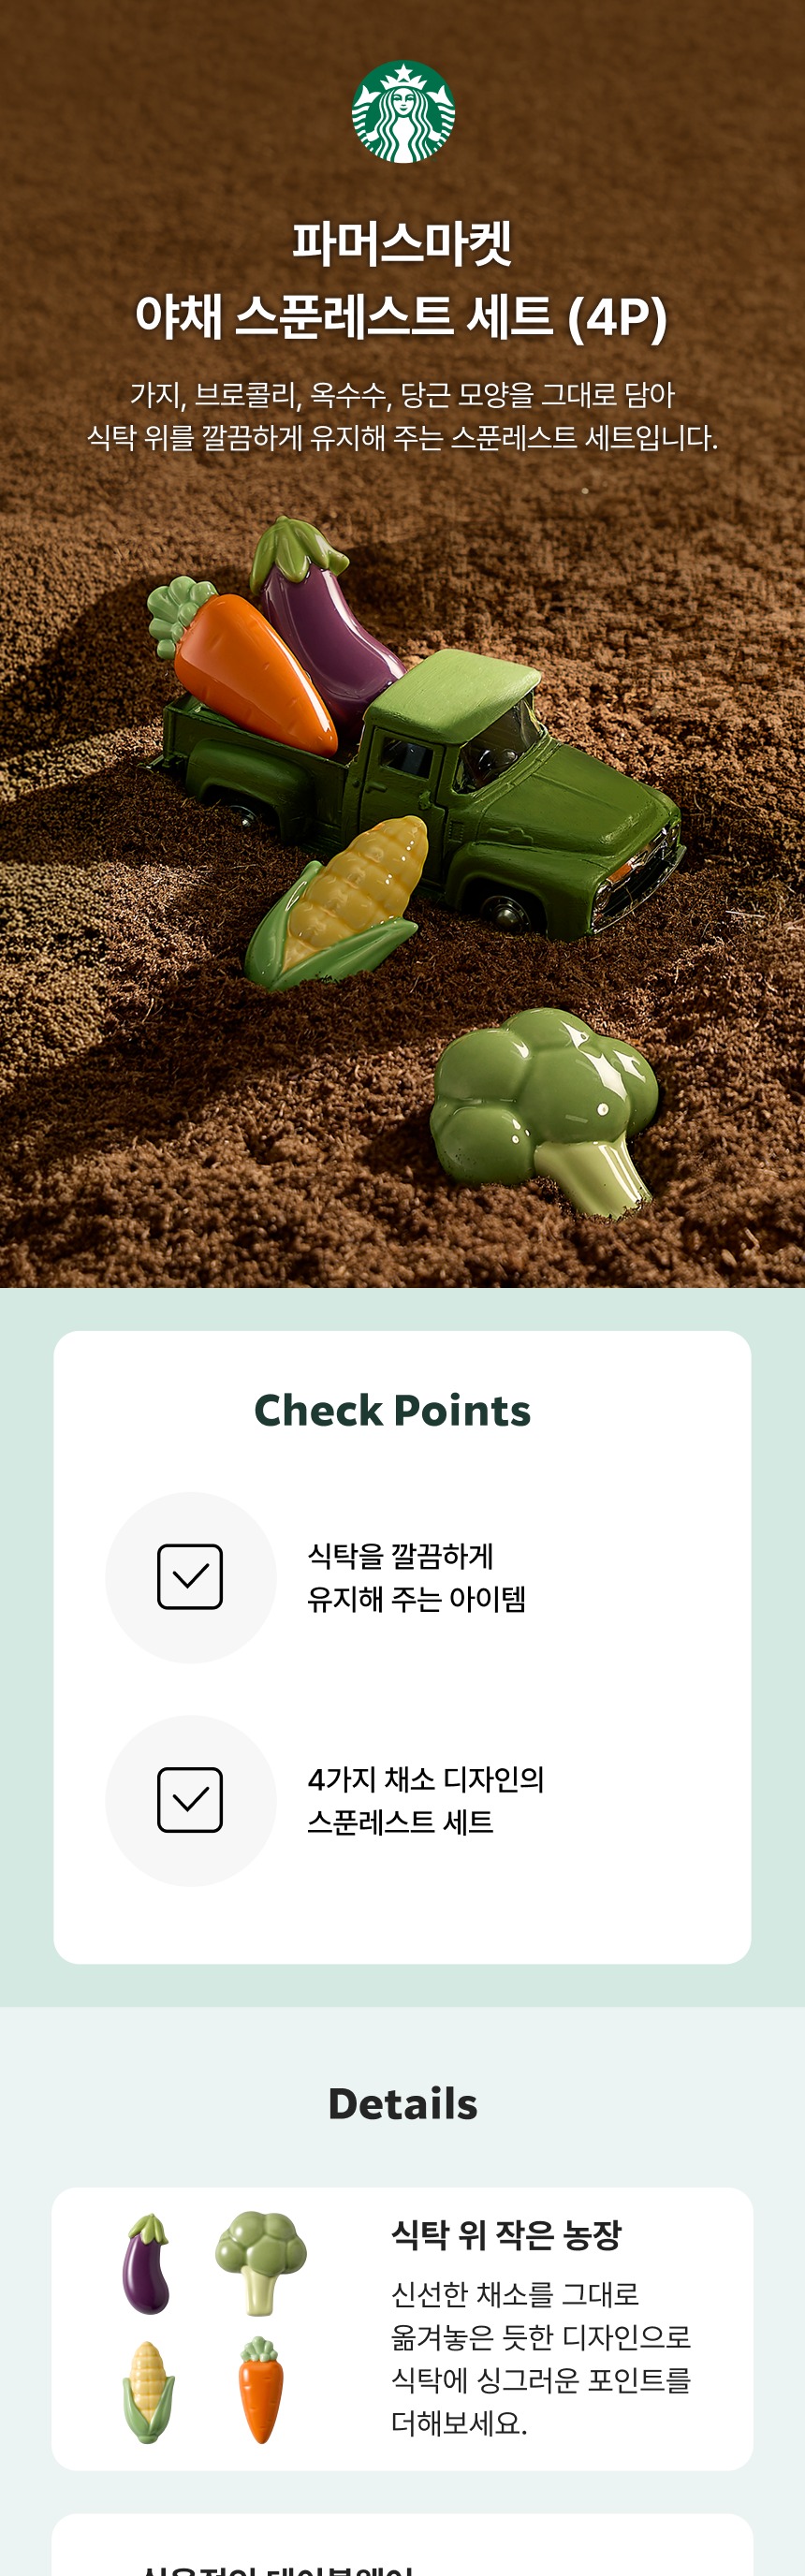 파머스마켓
야채 스푼레스트 세트 (4P)
가지, 브로콜리, 옥수수, 당근 모양을 그대로 담아
식탁 위를 깔끔하게 유지해 주는 스푼레스트 세트입니다.
Check Points
식탁을 깔끔하게
유지해 주는 아이템
4가지 채소 디자인의
스푼레스트 세트
Details
식탁 위 작은 농장
신선한 채소를 그대로
옮겨놓은 듯한 디자인으로
식탁에 싱그러운 포인트를
더해보세요.